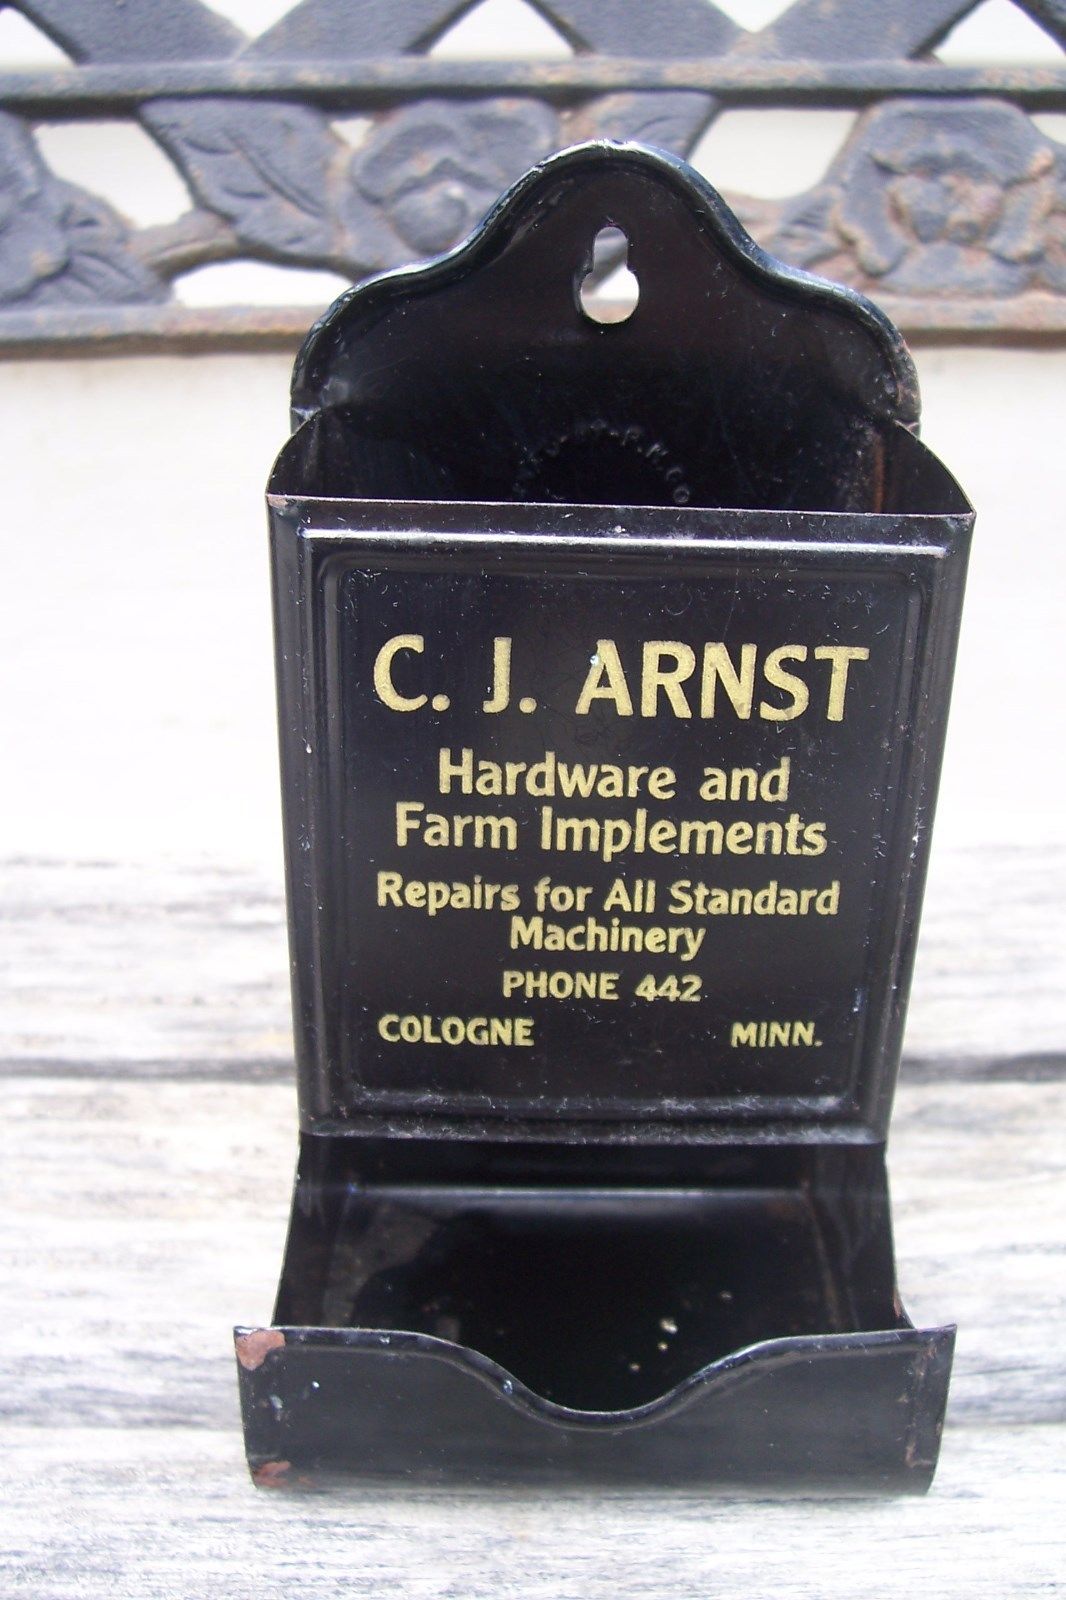 C. J. ARNST
Hardware and
Farm Implements
Repairs for All Standard
Machinery
PHONE 442
COLOGNE MINN.